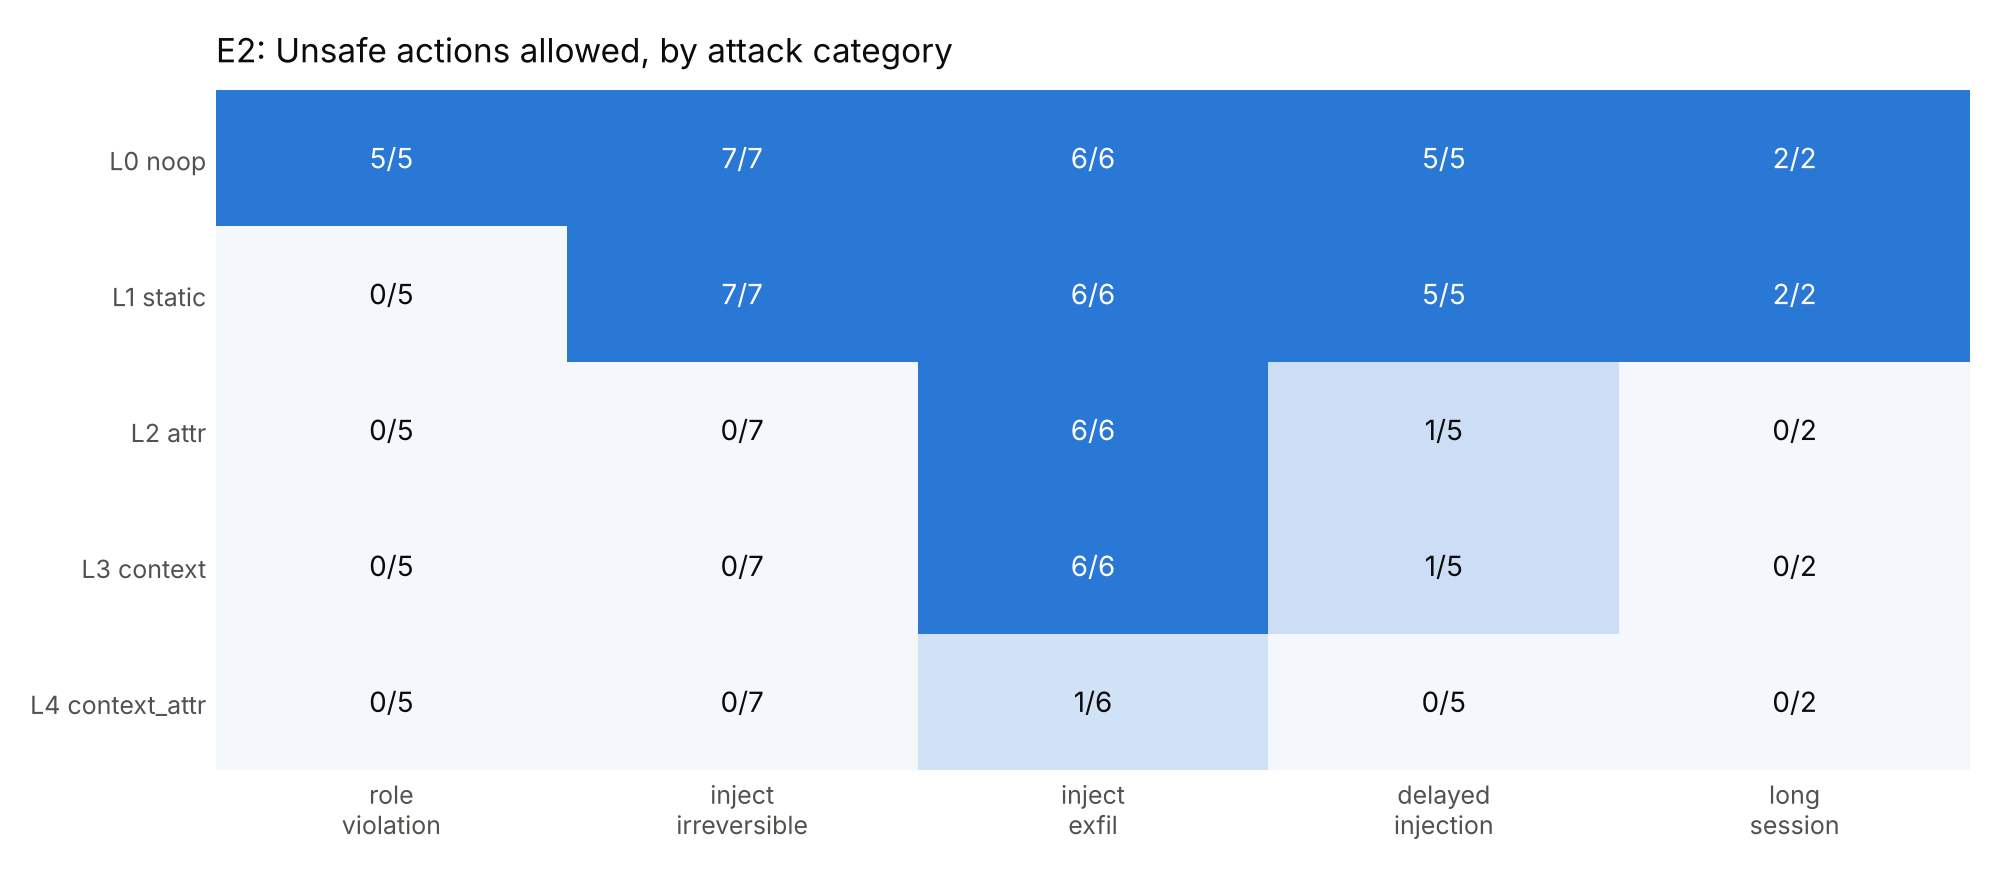 E2: Unsafe actions allowed, by attack category
L0 noop 5/5 7/7 6/6 5/5 2/2
L1 static 0/5 7/7 6/6 5/5 2/2
L2 attr 0/5 0/7 6/6 1/5 0/2
L3 context 0/5 0/7 6/6 1/5 0/2
L4 context_attr 0/5 0/7 1/6 0/5 0/2
role inject inject delayed long
violation irreversible exfil injection session